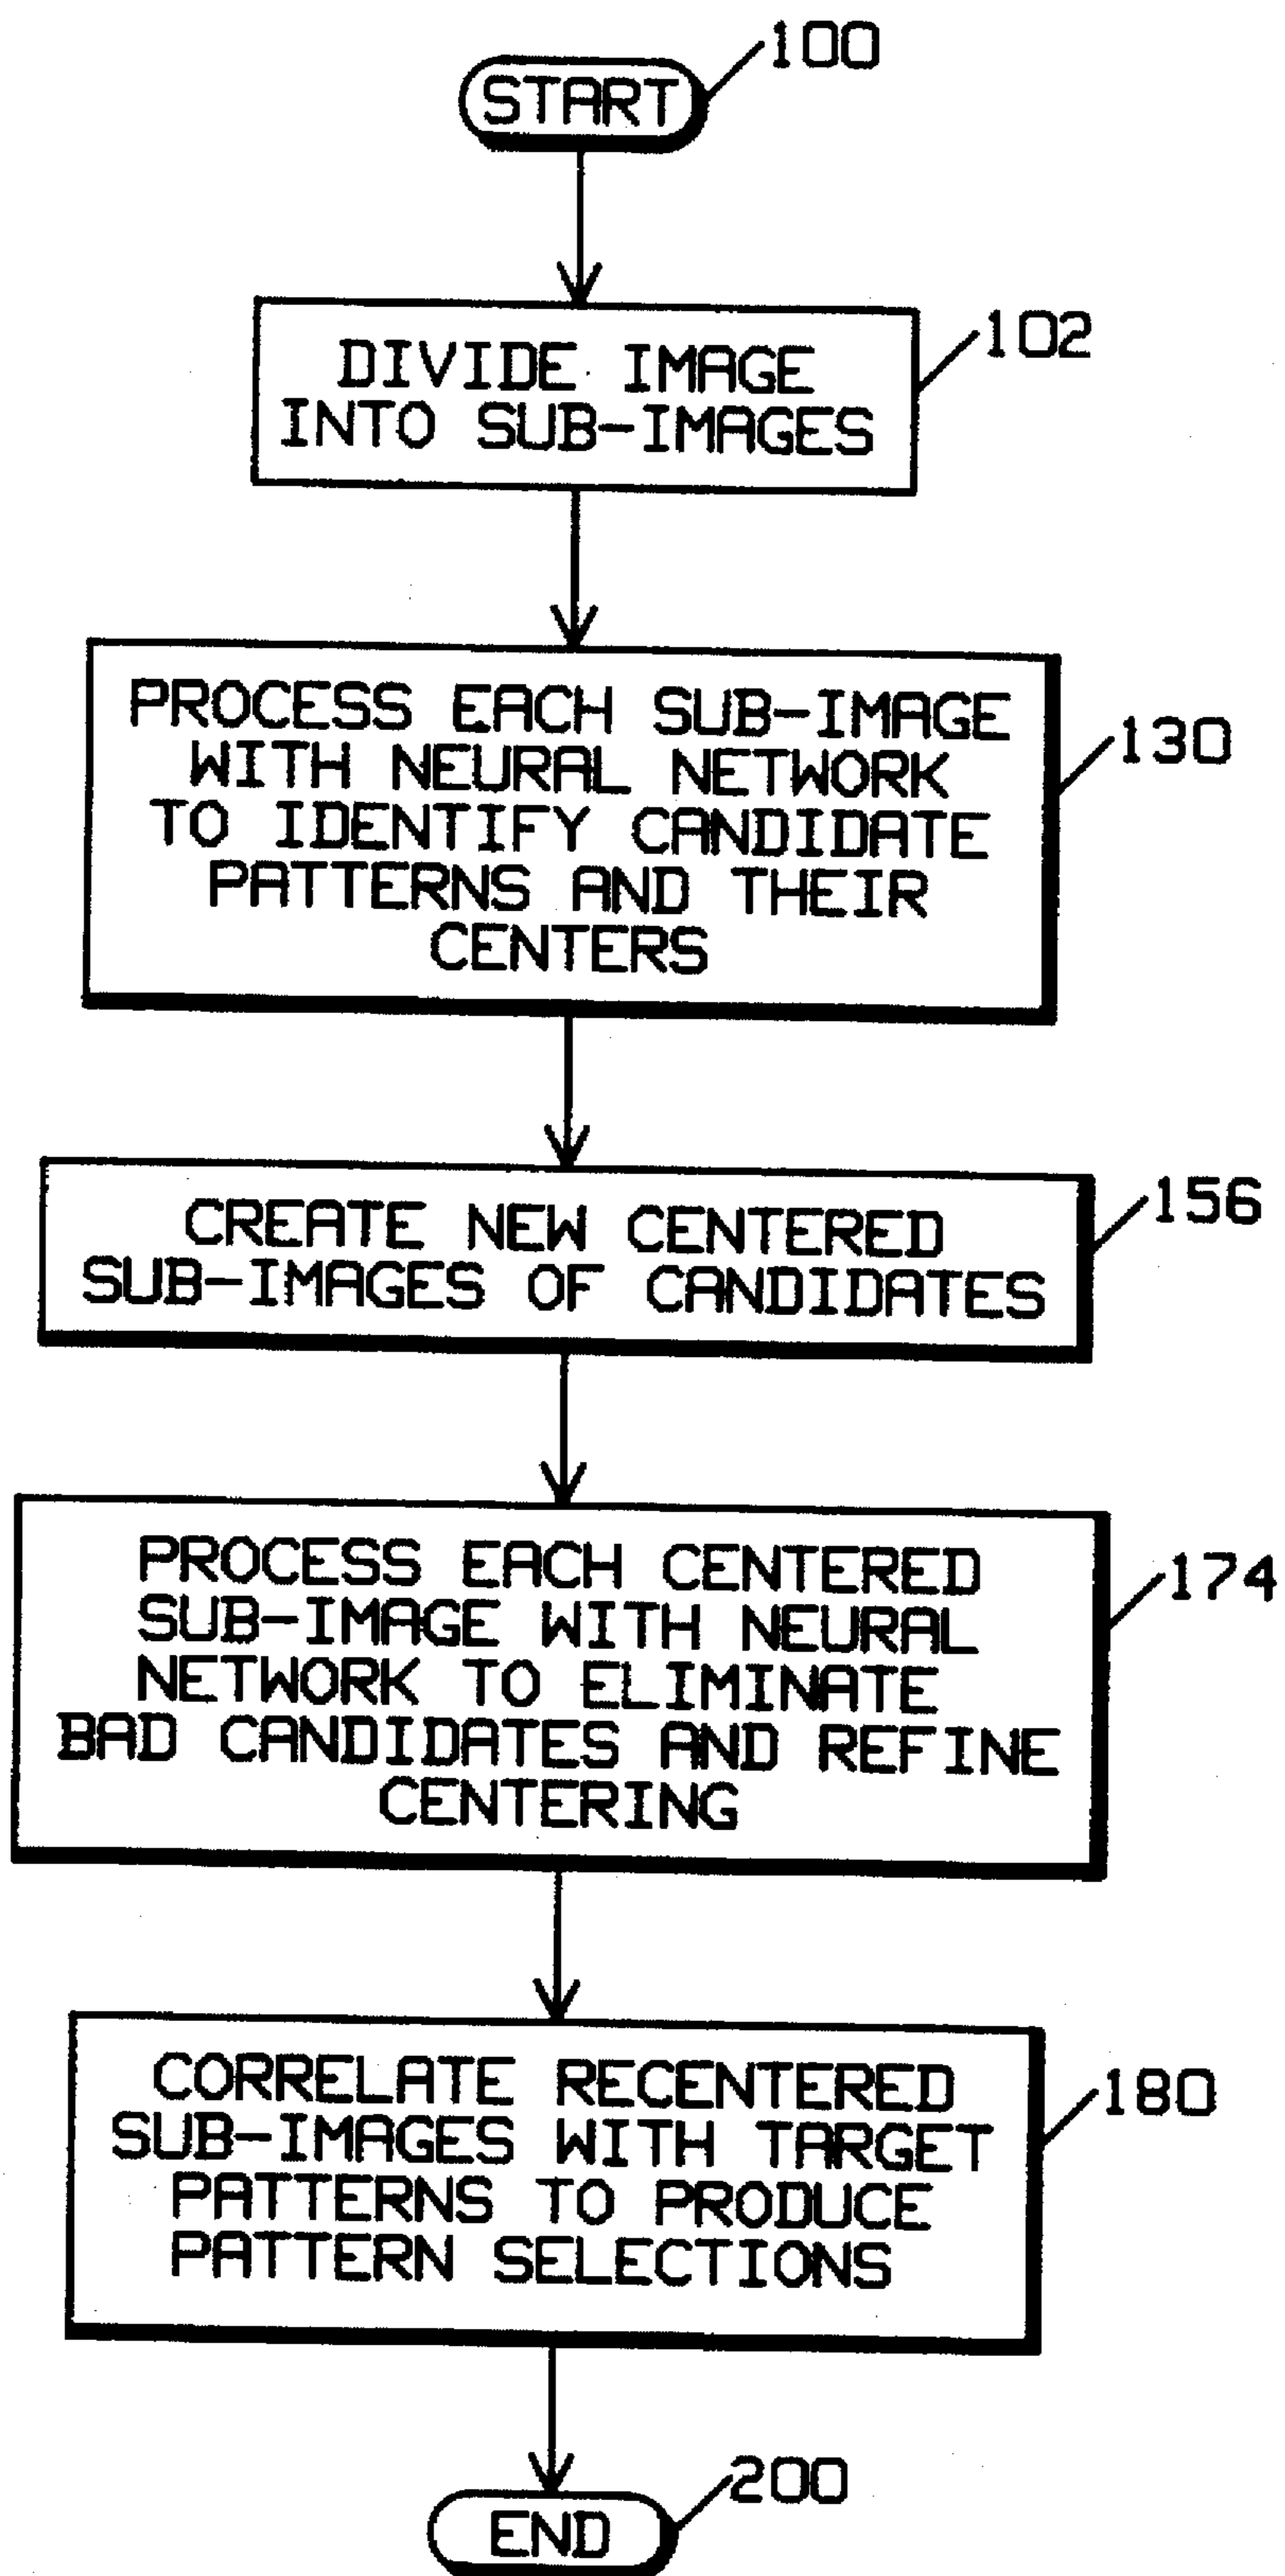 100
START
102
DIVIDE IMAGE
INTO SUB-IMAGES
130
PROCESS EACH SUB-IMAGE
WITH NEURAL NETWORK
TO IDENTIFY CANDIDATE
PATTERNS AND THEIR
CENTERS
156
CREATE NEW CENTERED
SUB-IMAGES OF CANDIDATES
174
PROCESS EACH CENTERED
SUB-IMAGE WITH NEURAL
NETWORK TO ELIMINATE
BAD CANDIDATES AND REFINE
CENTERING
180
CORRELATE RECENTERED
SUB-IMAGES WITH TARGET
PATTERNS TO PRODUCE
PATTERN SELECTIONS
200
END